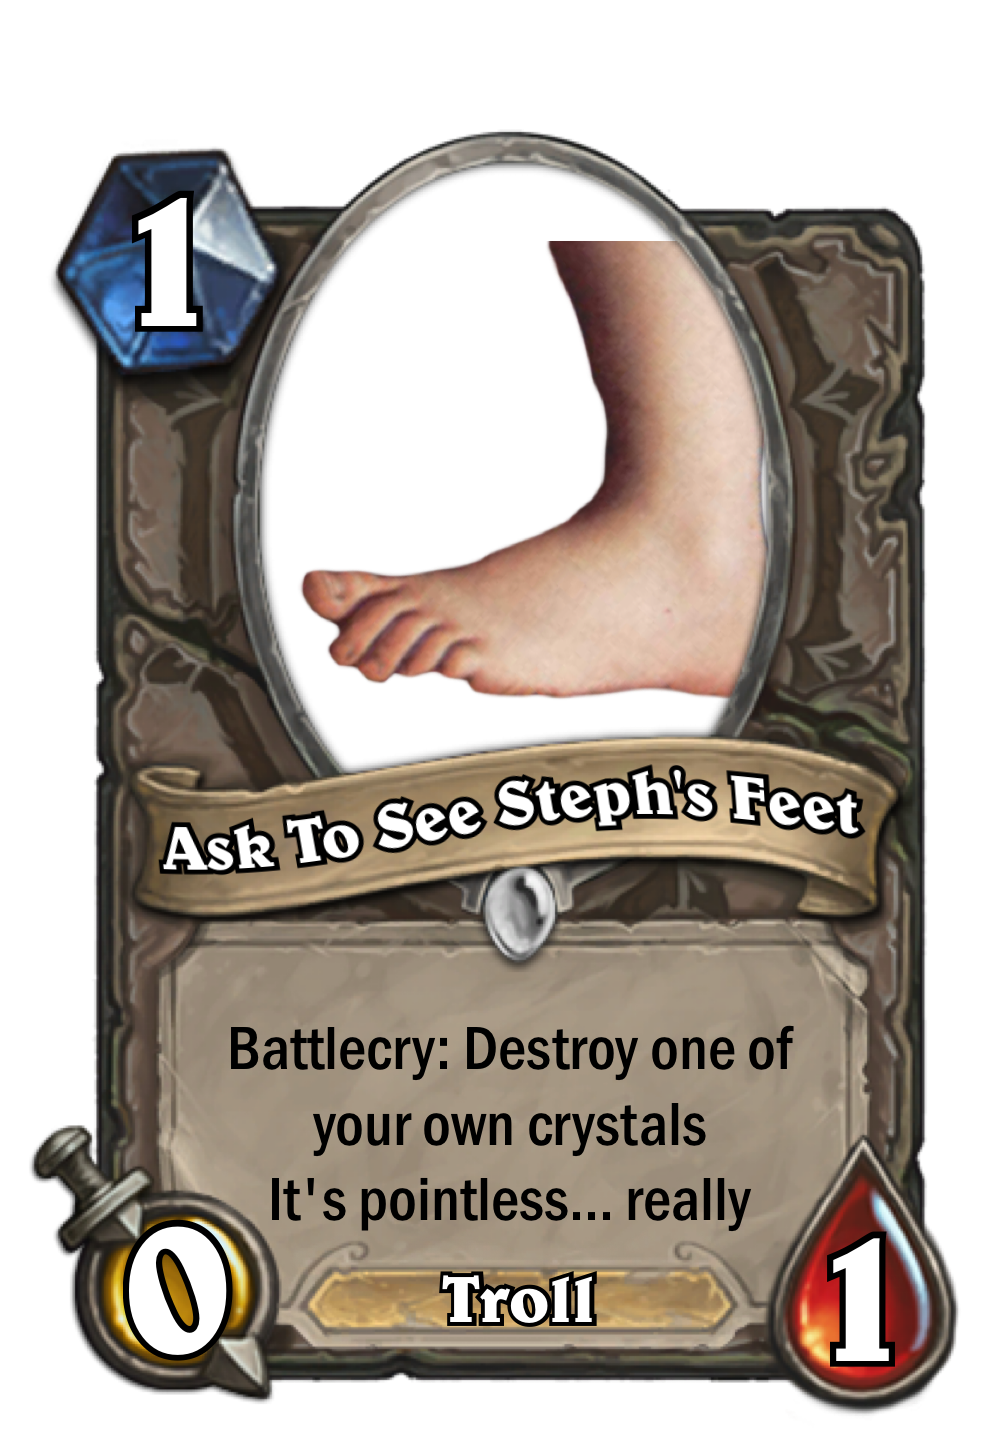 1
Ask To See Steph's Feet
Battlecry: Destroy one of
your own crystals
It's pointless... really
Troll
0
1